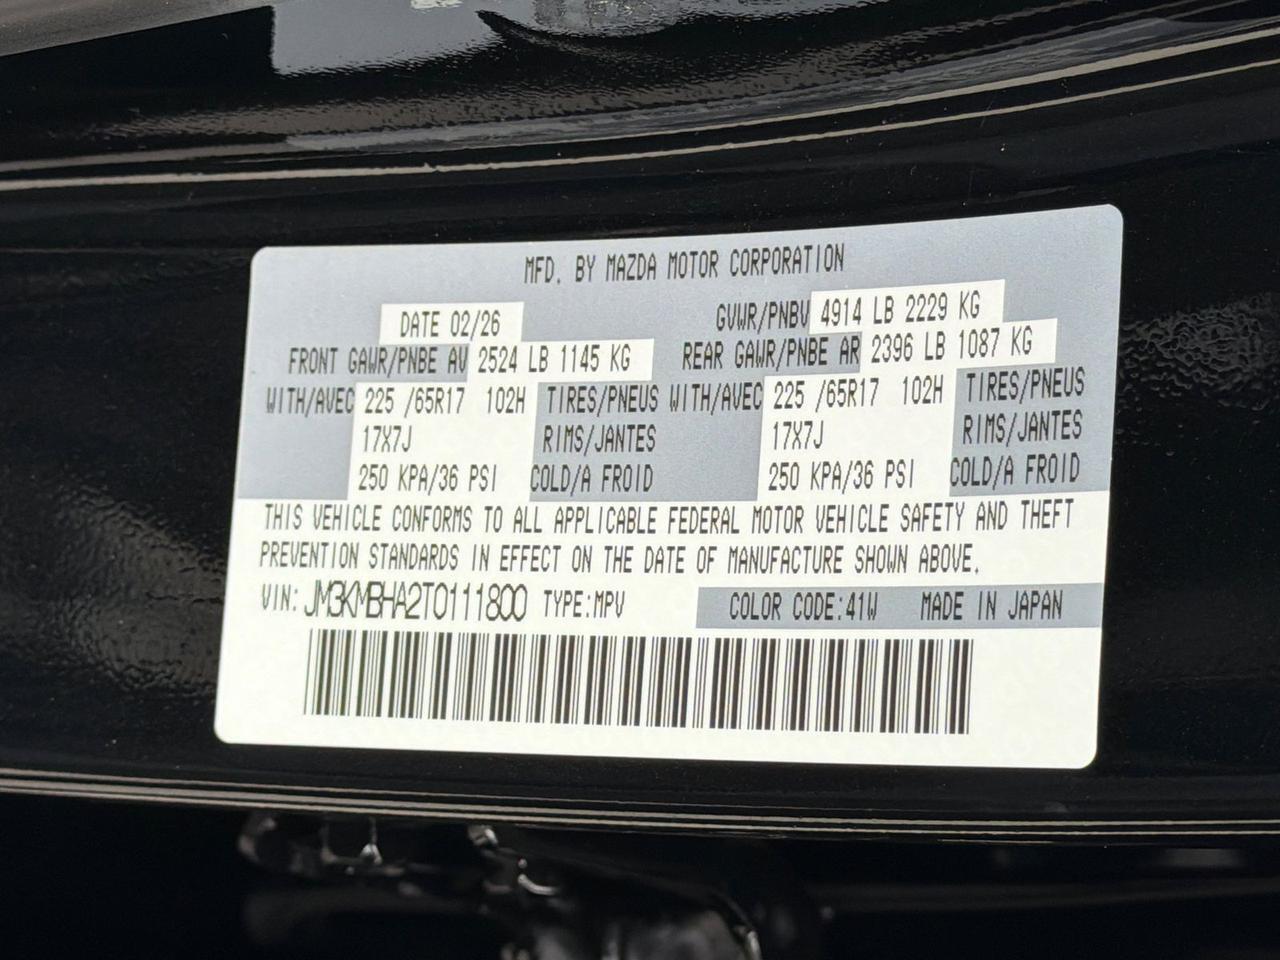 MFD. BY MAZDA MOTOR CORPORATION
DATE 02/26 GVWR/PNBV 4914 LB 2229 KG
FRONT GAWR/PNBE AV 2524 LB 1145 KG REAR GAWR/PNBE AR 2396 LB 1087 KG
WITH/AVEC 225 /65R17 102H TIRES/PNEUS WITH/AVEC 225 /65R17 102H TIRES/PNEUS
17X7J RIMS/JANTES 17X7J RIMS/JANTES
250 KPA/36 PSI COLD/A FROID 250 KPA/36 PSI COLD/A FROID
THIS VEHICLE CONFORMS TO ALL APPLICABLE FEDERAL MOTOR VEHICLE SAFETY AND THEFT
PREVENTION STANDARDS IN EFFECT ON THE DATE OF MANUFACTURE SHOWN ABOVE.
VIN: JM3KMBHA2T0111800 TYPE:MPV COLOR CODE:41W MADE IN JAPAN